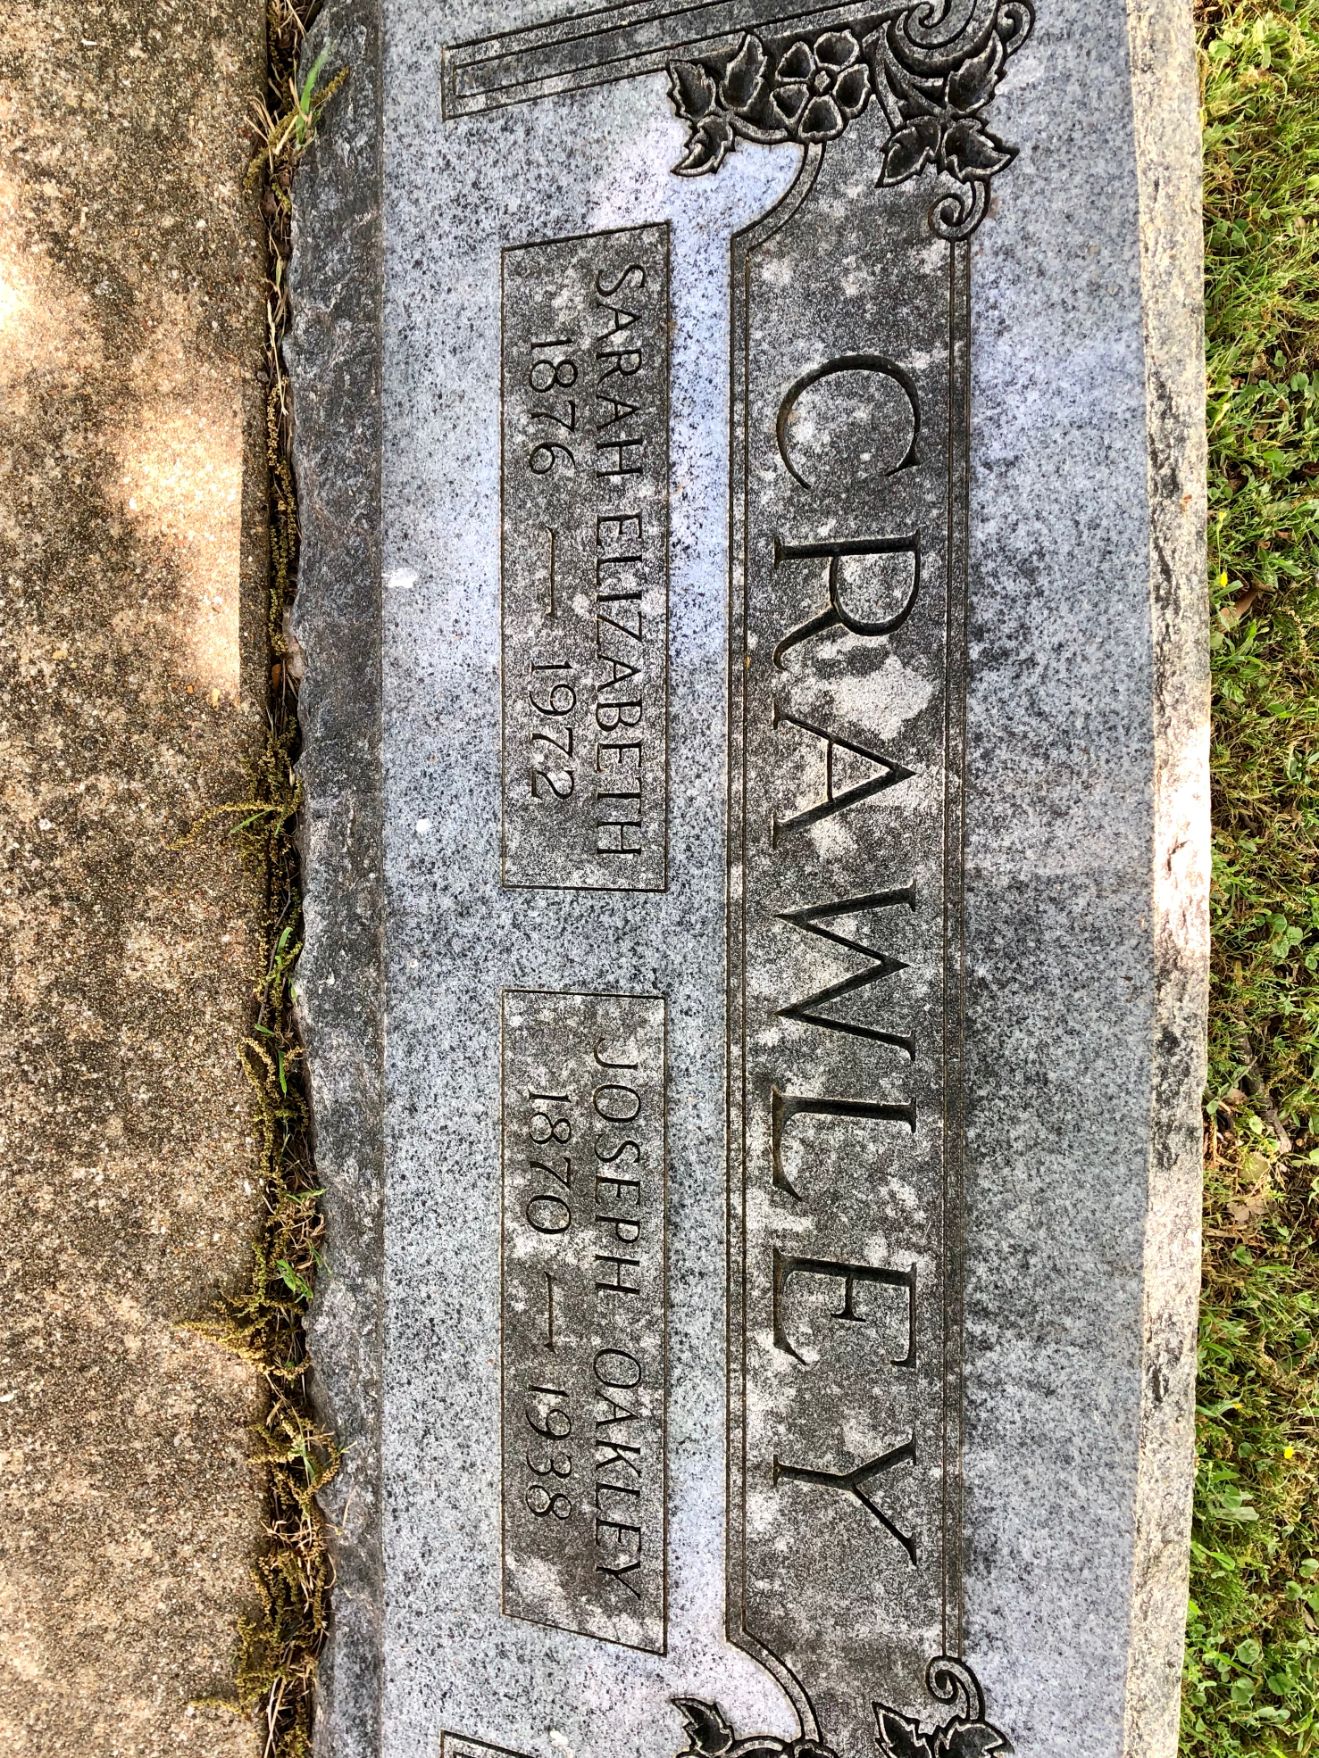 CRAWLEY
SARAH ELIZABETH
1876 — 1972
JOSEPH OAKLEY
1870 — 1938